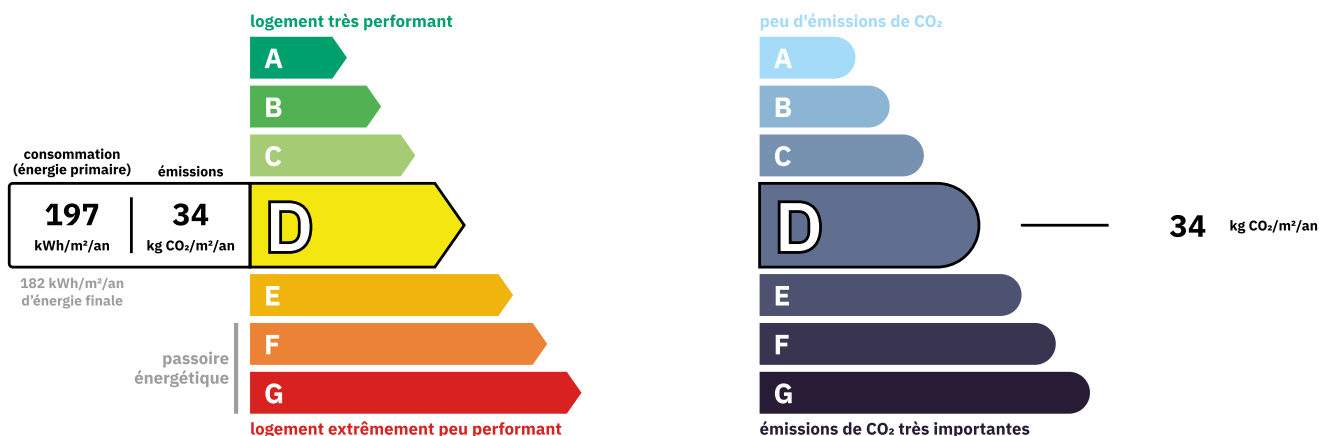 logement très performant
A
B
C
consommation
(énergie primaire)
émissions
197
kWh/m²/an
34
kg CO₂/m²/an
D
182 kWh/m²/an
d'énergie finale
E
passoire
énergétique
F
G
logement extrêmement peu performant
peu d'émissions de CO₂
A
B
C
D
34 kg CO₂/m²/an
E
F
G
émissions de CO₂ très importantes